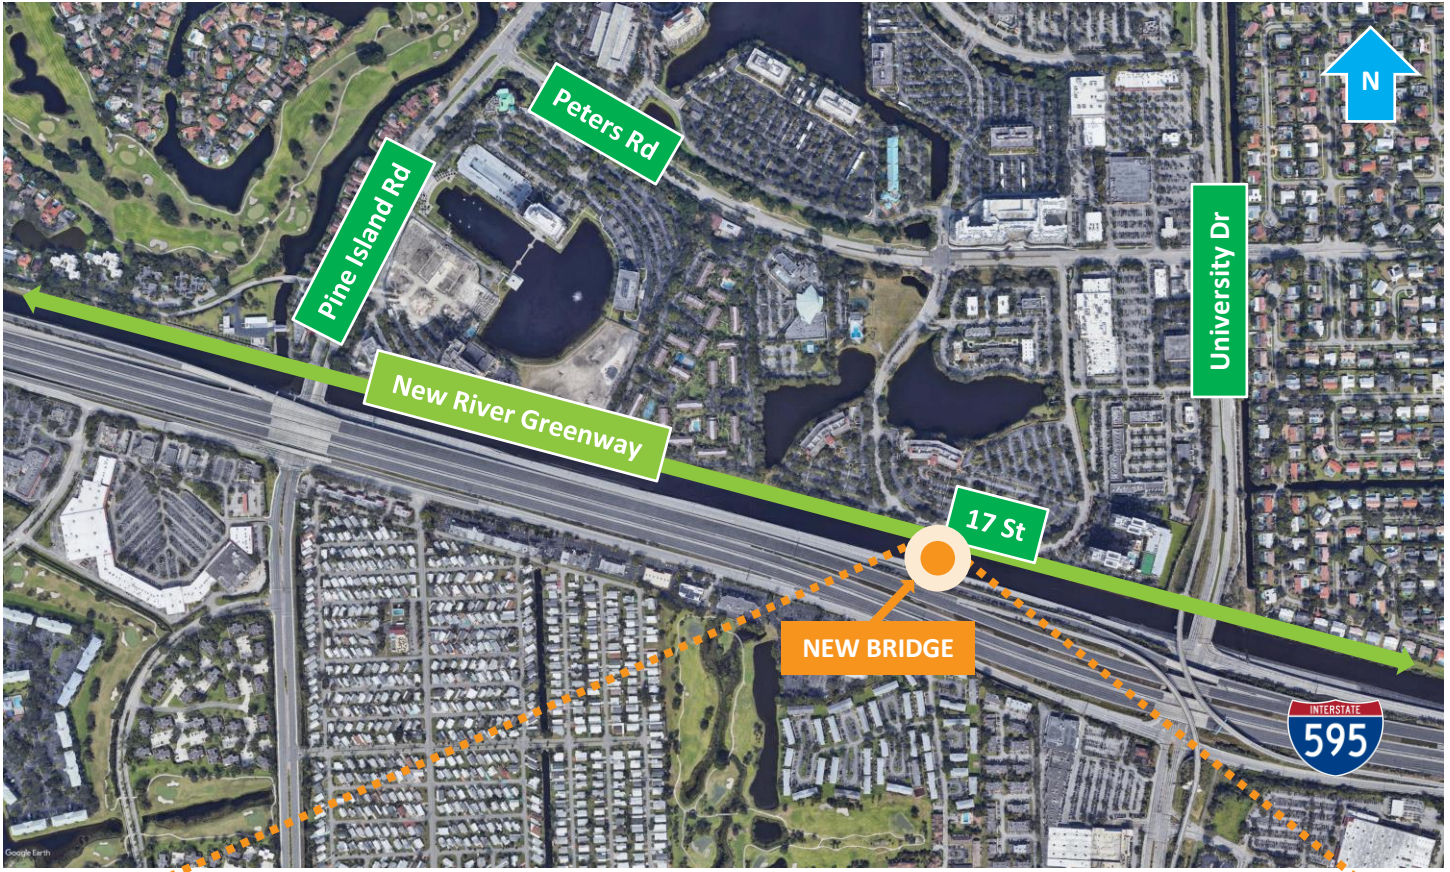 N
Peters Rd
Pine Island Rd
University Dr
New River Greenway
17 St
NEW BRIDGE
INTERSTATE
595
Google Earth